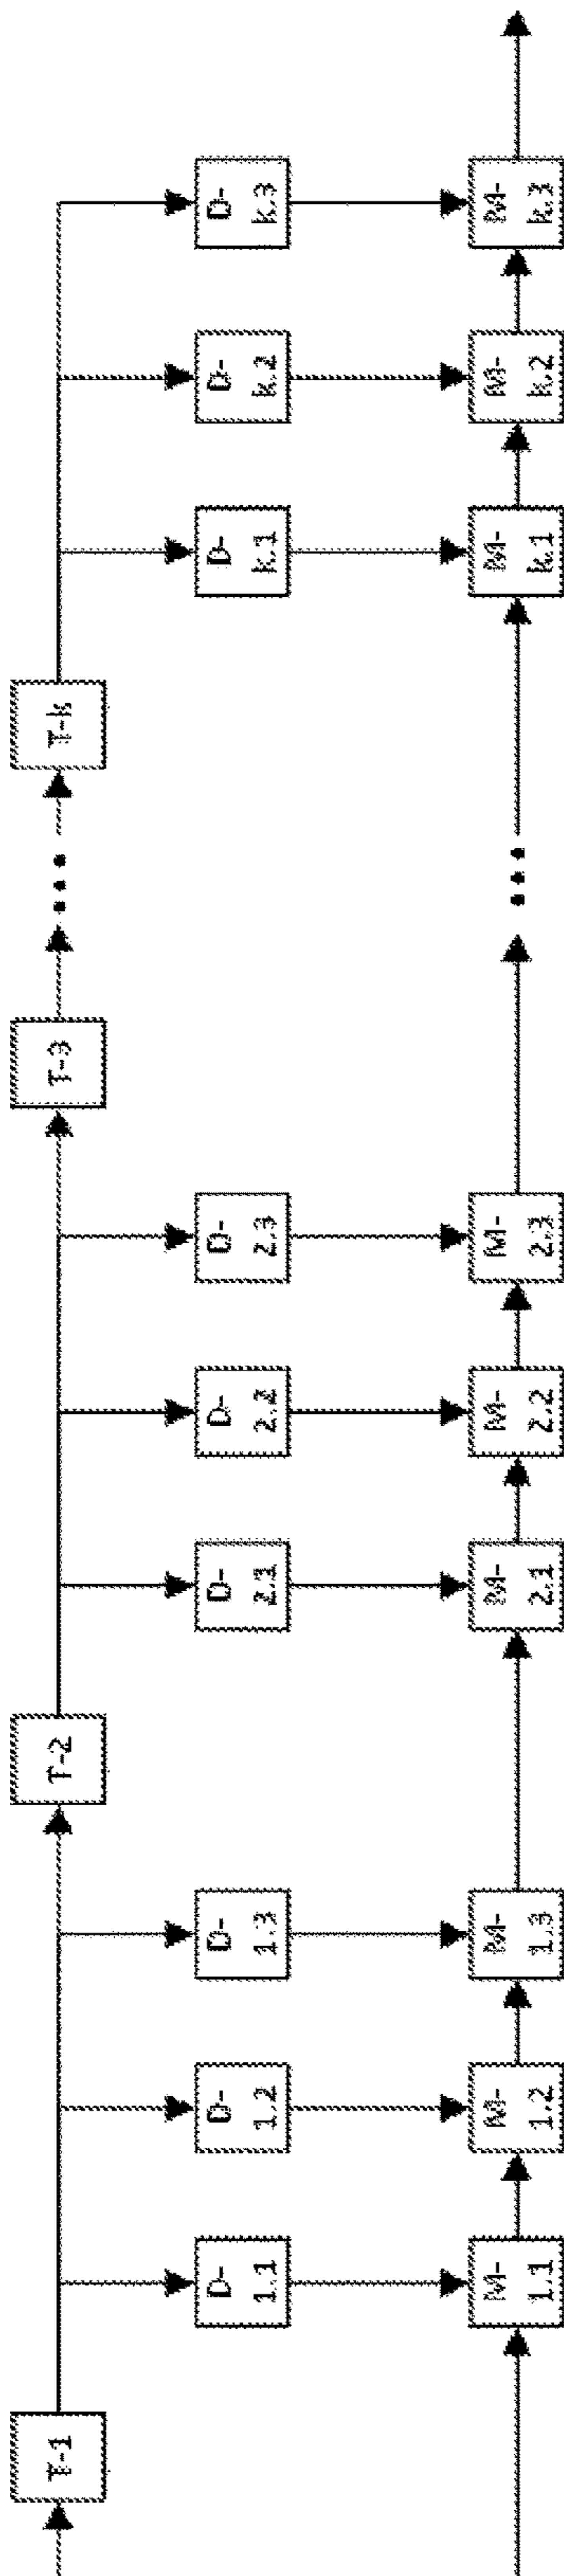 T-1
T-2
T-3
...
T-k
D-
1.1
D-
1.2
D-
1.3
D-
2.1
D-
2.2
D-
2.3
D-
k.1
D-
k.2
D-
k.3
M-
1.1
M-
1.2
M-
1.3
M-
2.1
M-
2.2
M-
2.3
...
M-
k.1
M-
k.2
M-
k.3